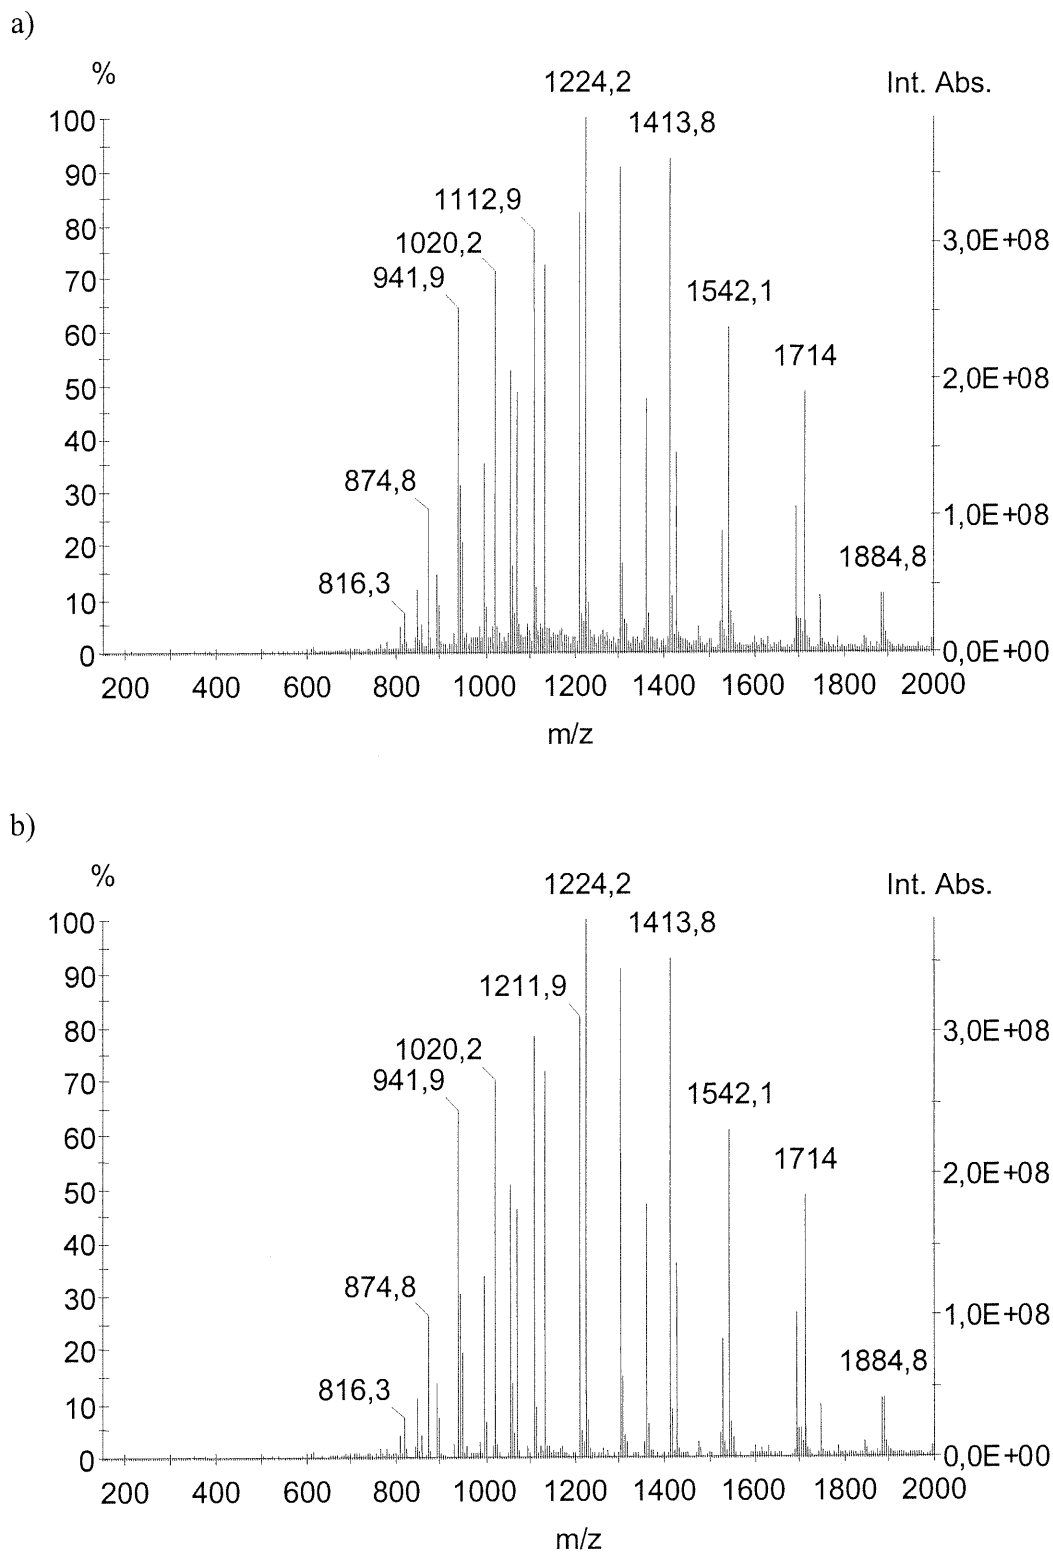 a)
% 1224,2 Int. Abs.
100 1413,8
90
1112,9
80 1020,2 3,0E+08
941,9
70
1542,1
60
1714
50 2,0E+08
40
874,8
30
1,0E+08
20 816,3 1884,8
10
0 0,0E+00
200 400 600 800 1000 1200 1400 1600 1800 2000
m/z
b)
% 1224,2 Int. Abs.
100 1413,8
90 1211,9
80 1020,2 3,0E+08
941,9
70 1542,1
60
1714
50 2,0E+08
40
874,8
30 1,0E+08
20 1884,8
816,3
10
0 0,0E+00
200 400 600 800 1000 1200 1400 1600 1800 2000
m/z